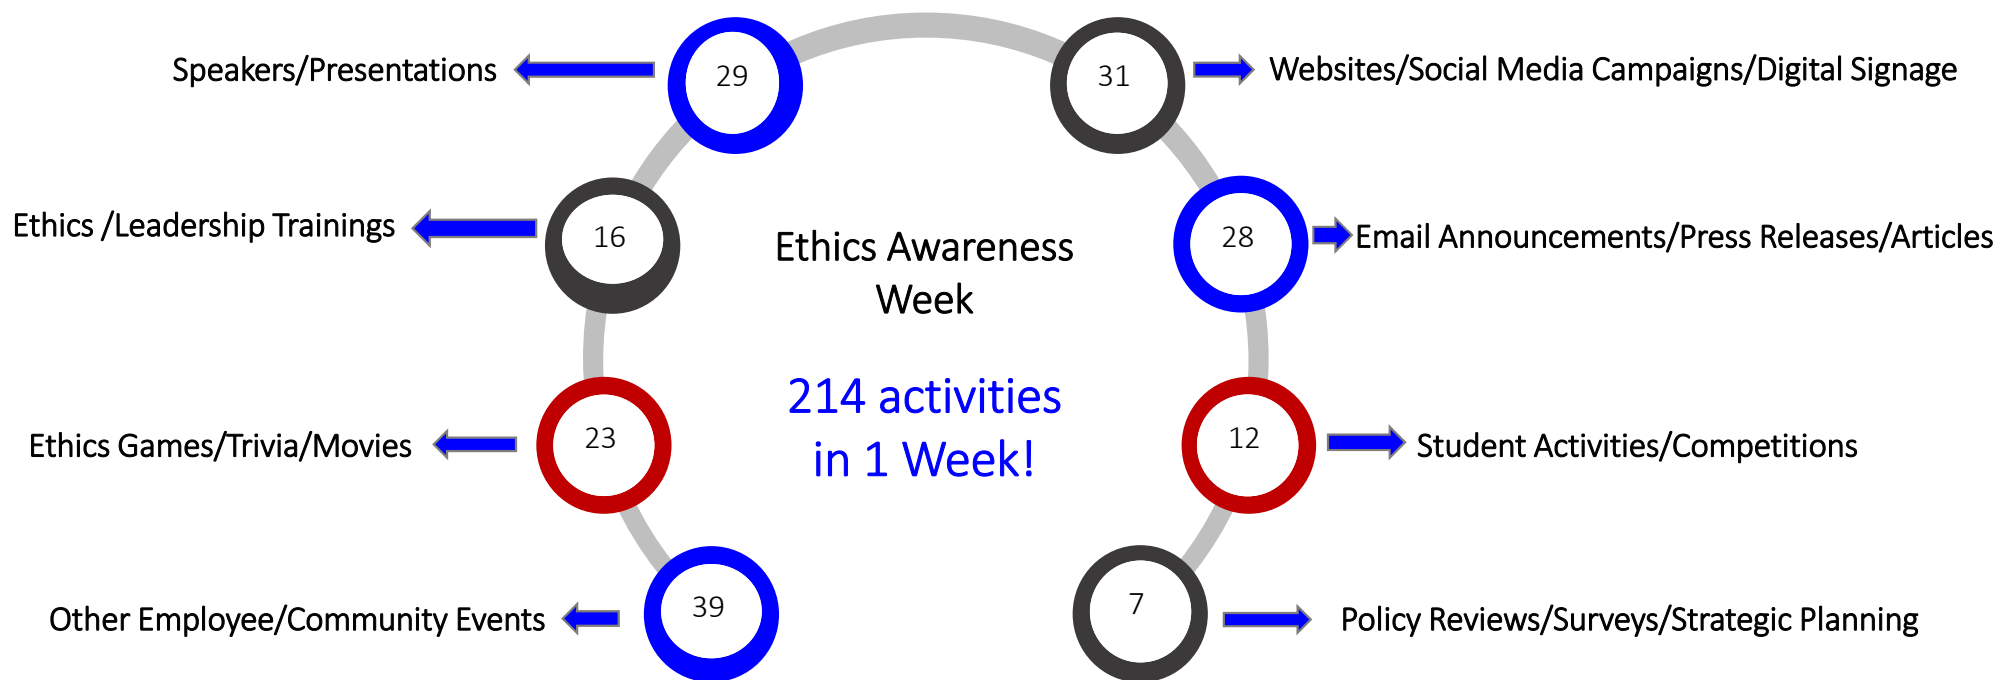 Speakers/Presentations
29
31
Websites/Social Media Campaigns/Digital Signage
Ethics /Leadership Trainings
16
28
Email Announcements/Press Releases/Articles
Ethics Awareness
Week
214 activities
in 1 Week!
Ethics Games/Trivia/Movies
23
12
Student Activities/Competitions
Other Employee/Community Events
39
7
Policy Reviews/Surveys/Strategic Planning